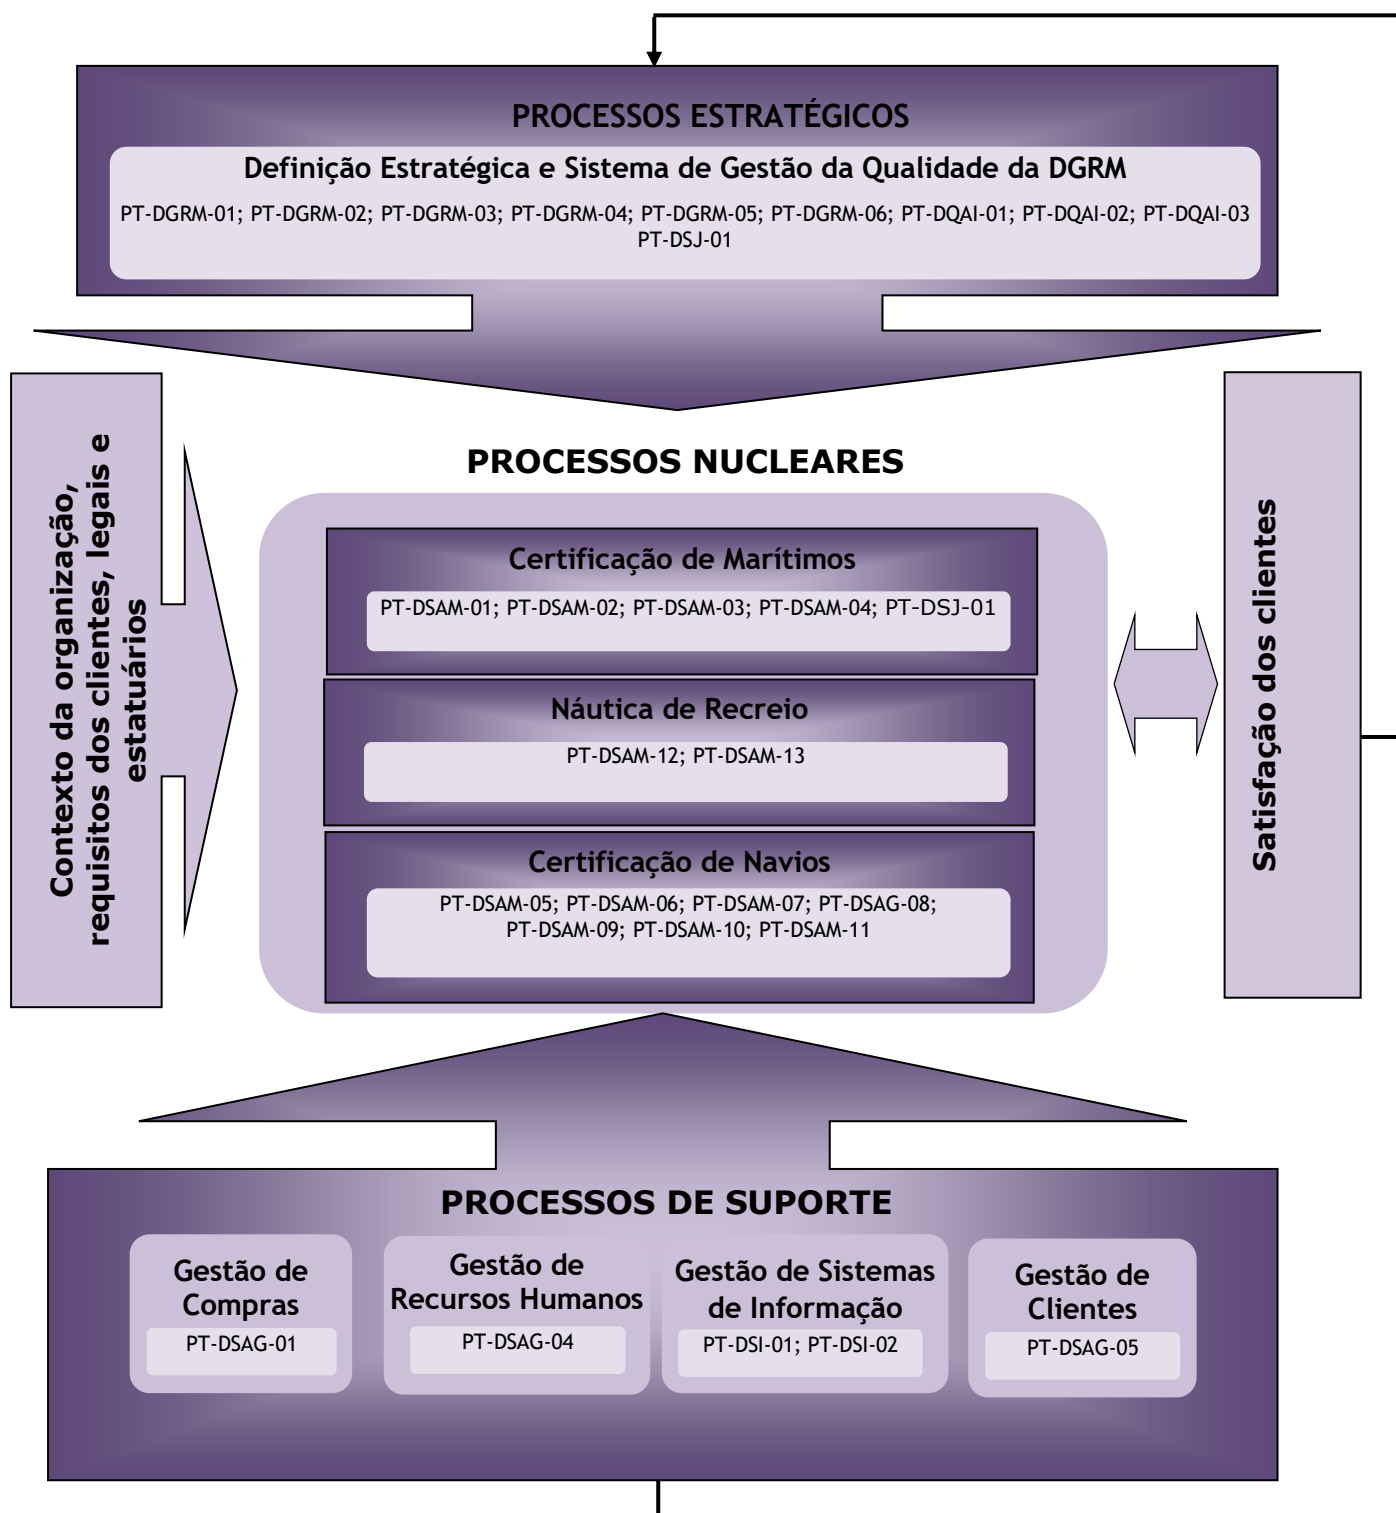 PROCESSOS ESTRATÉGICOS
Definição Estratégica e Sistema de Gestão da Qualidade da DGRM
PT-DGRM-01; PT-DGRM-02; PT-DGRM-03; PT-DGRM-04; PT-DGRM-05; PT-DGRM-06; PT-DQAI-01; PT-DQAI-02; PT-DQAI-03
PT-DSJ-01
Contexto da organização,
requisitos dos clientes, legais e
estatuários
PROCESSOS NUCLEARES
Certificação de Marítimos
PT-DSAM-01; PT-DSAM-02; PT-DSAM-03; PT-DSAM-04; PT-DSJ-01
Náutica de Recreio
PT-DSAM-12; PT-DSAM-13
Certificação de Navios
PT-DSAM-05; PT-DSAM-06; PT-DSAM-07; PT-DSAG-08;
PT-DSAM-09; PT-DSAM-10; PT-DSAM-11
Satisfação dos clientes
PROCESSOS DE SUPORTE
Gestão de
Compras
PT-DSAG-01
Gestão de
Recursos Humanos
PT-DSAG-04
Gestão de Sistemas
de Informação
PT-DSI-01; PT-DSI-02
Gestão de
Clientes
PT-DSAG-05